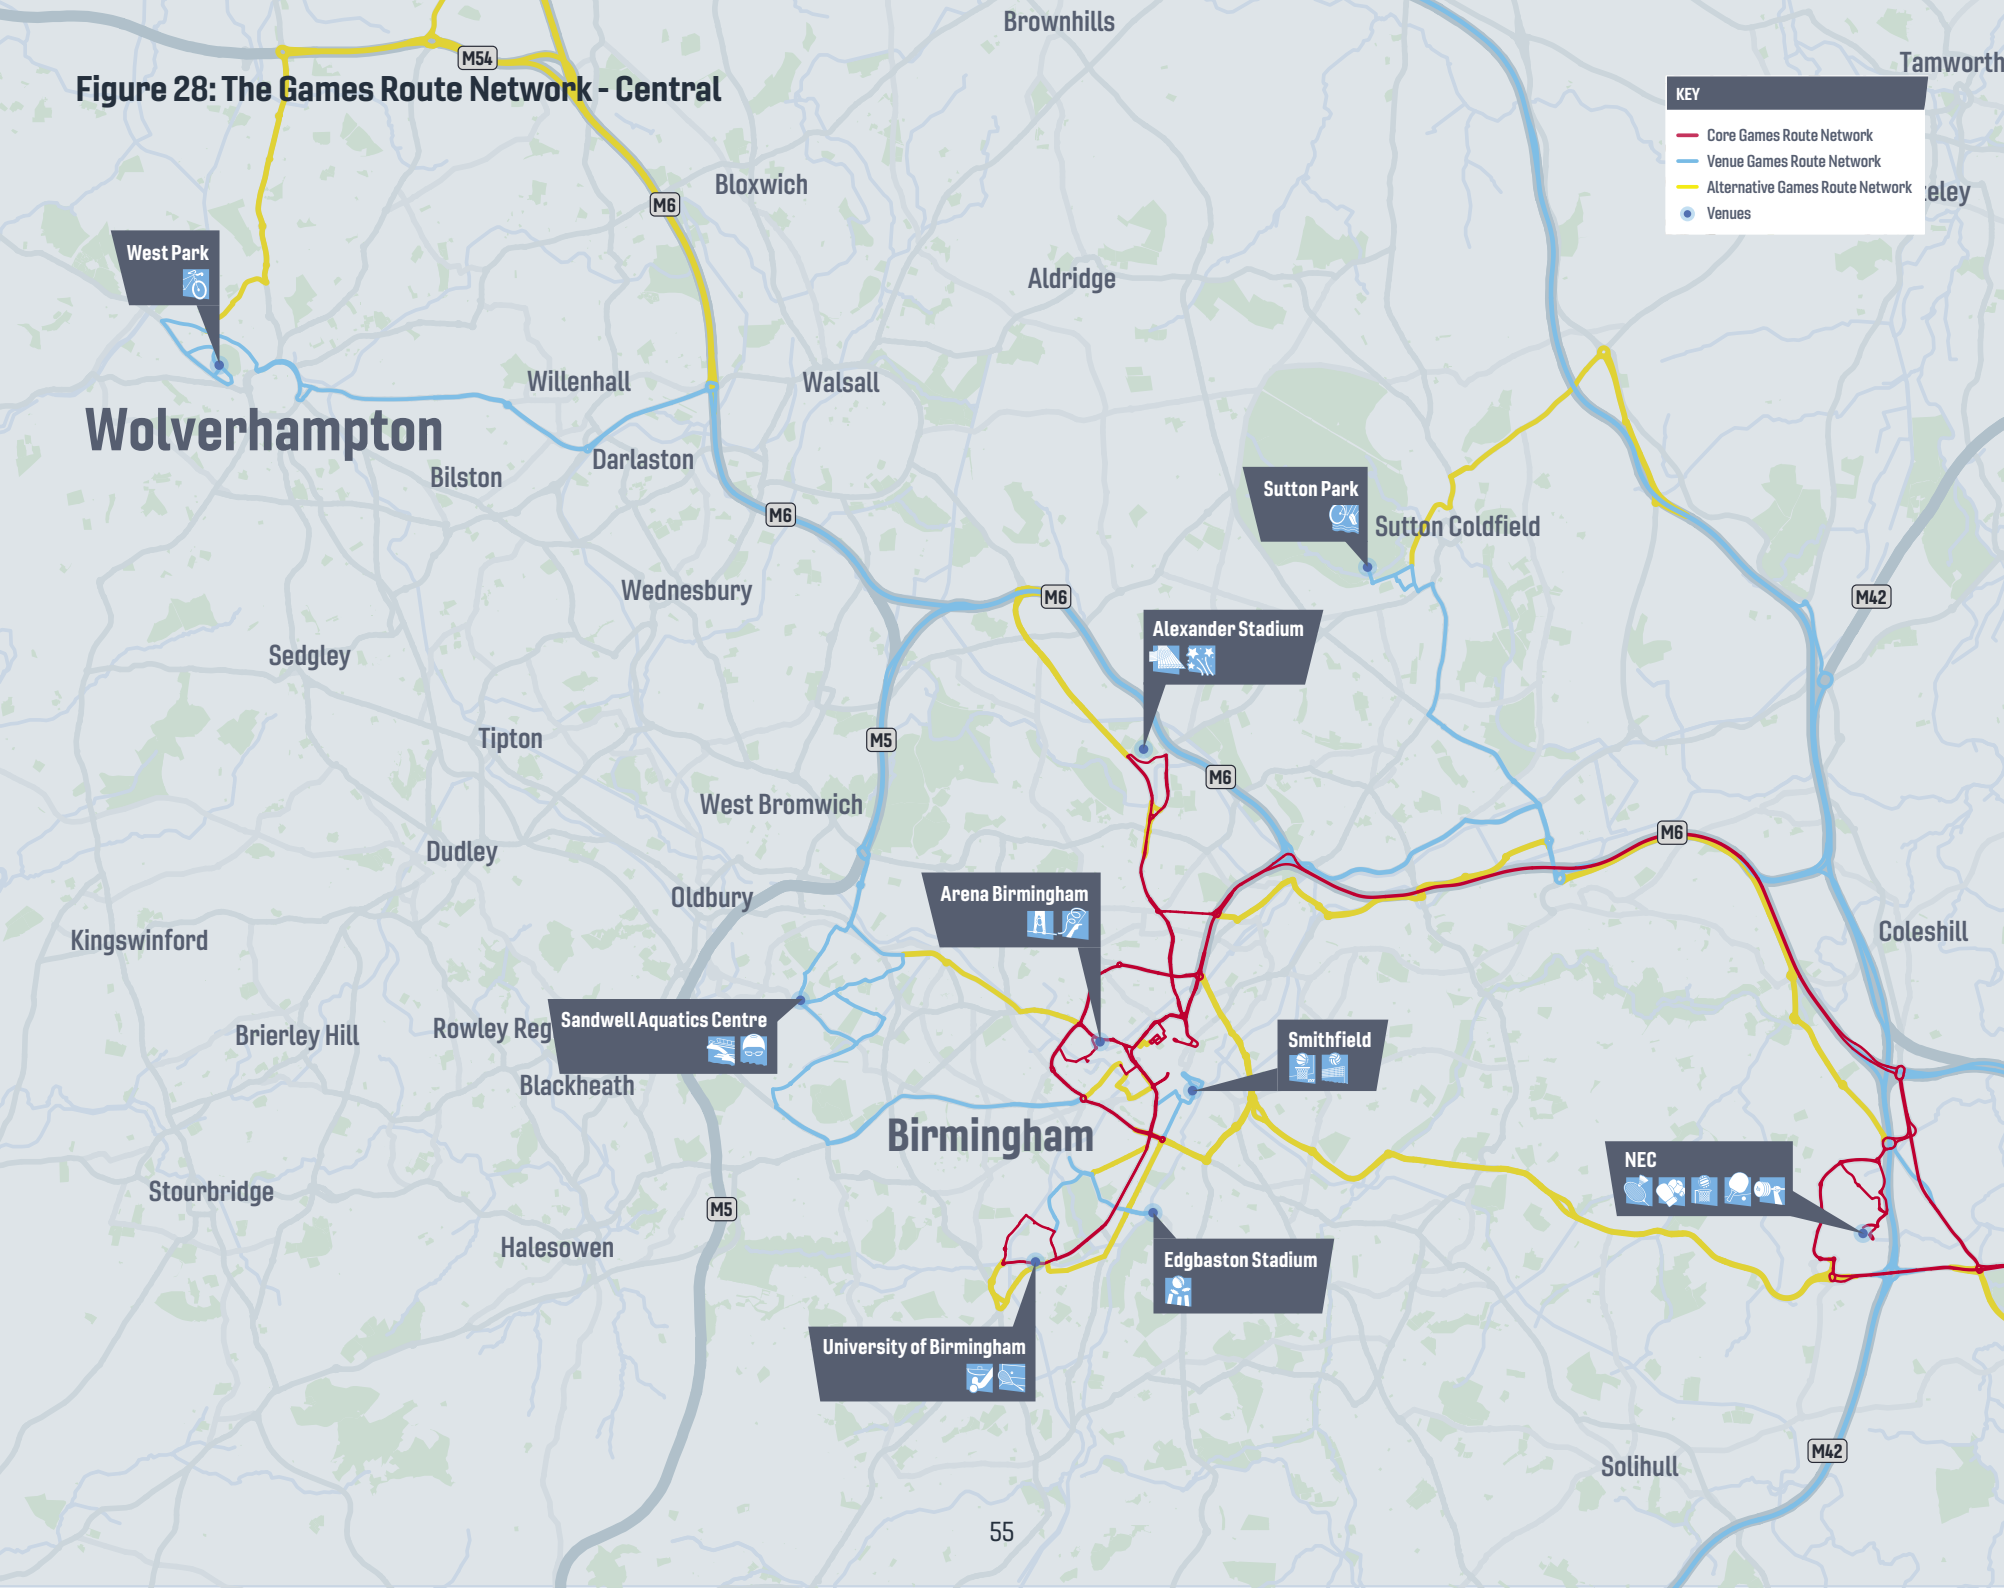 Brownhills
Tamworth
M54
Figure 28: The Games Route Network - Central
KEY
Core Games Route Network
Venue Games Route Network
Alternative Games Route Network
Venues
eley
Bloxwich
M6
West Park
Aldridge
Willenhall
Walsall
Wolverhampton
Darlaston
Bilston
Sutton Park
M6
Sutton Coldfield
Wednesbury
M6
M42
Alexander Stadium
Sedgley
Tipton
M5
M6
West Bromwich
M6
Dudley
Oldbury
Arena Birmingham
Kingswinford
Coleshill
Sandwell Aquatics Centre
Rowley Reg
Brierley Hill
Smithfield
Blackheath
Birmingham
NEC
Stourbridge
M5
Halesowen
Edgbaston Stadium
University of Birmingham
M42
Solihull
55